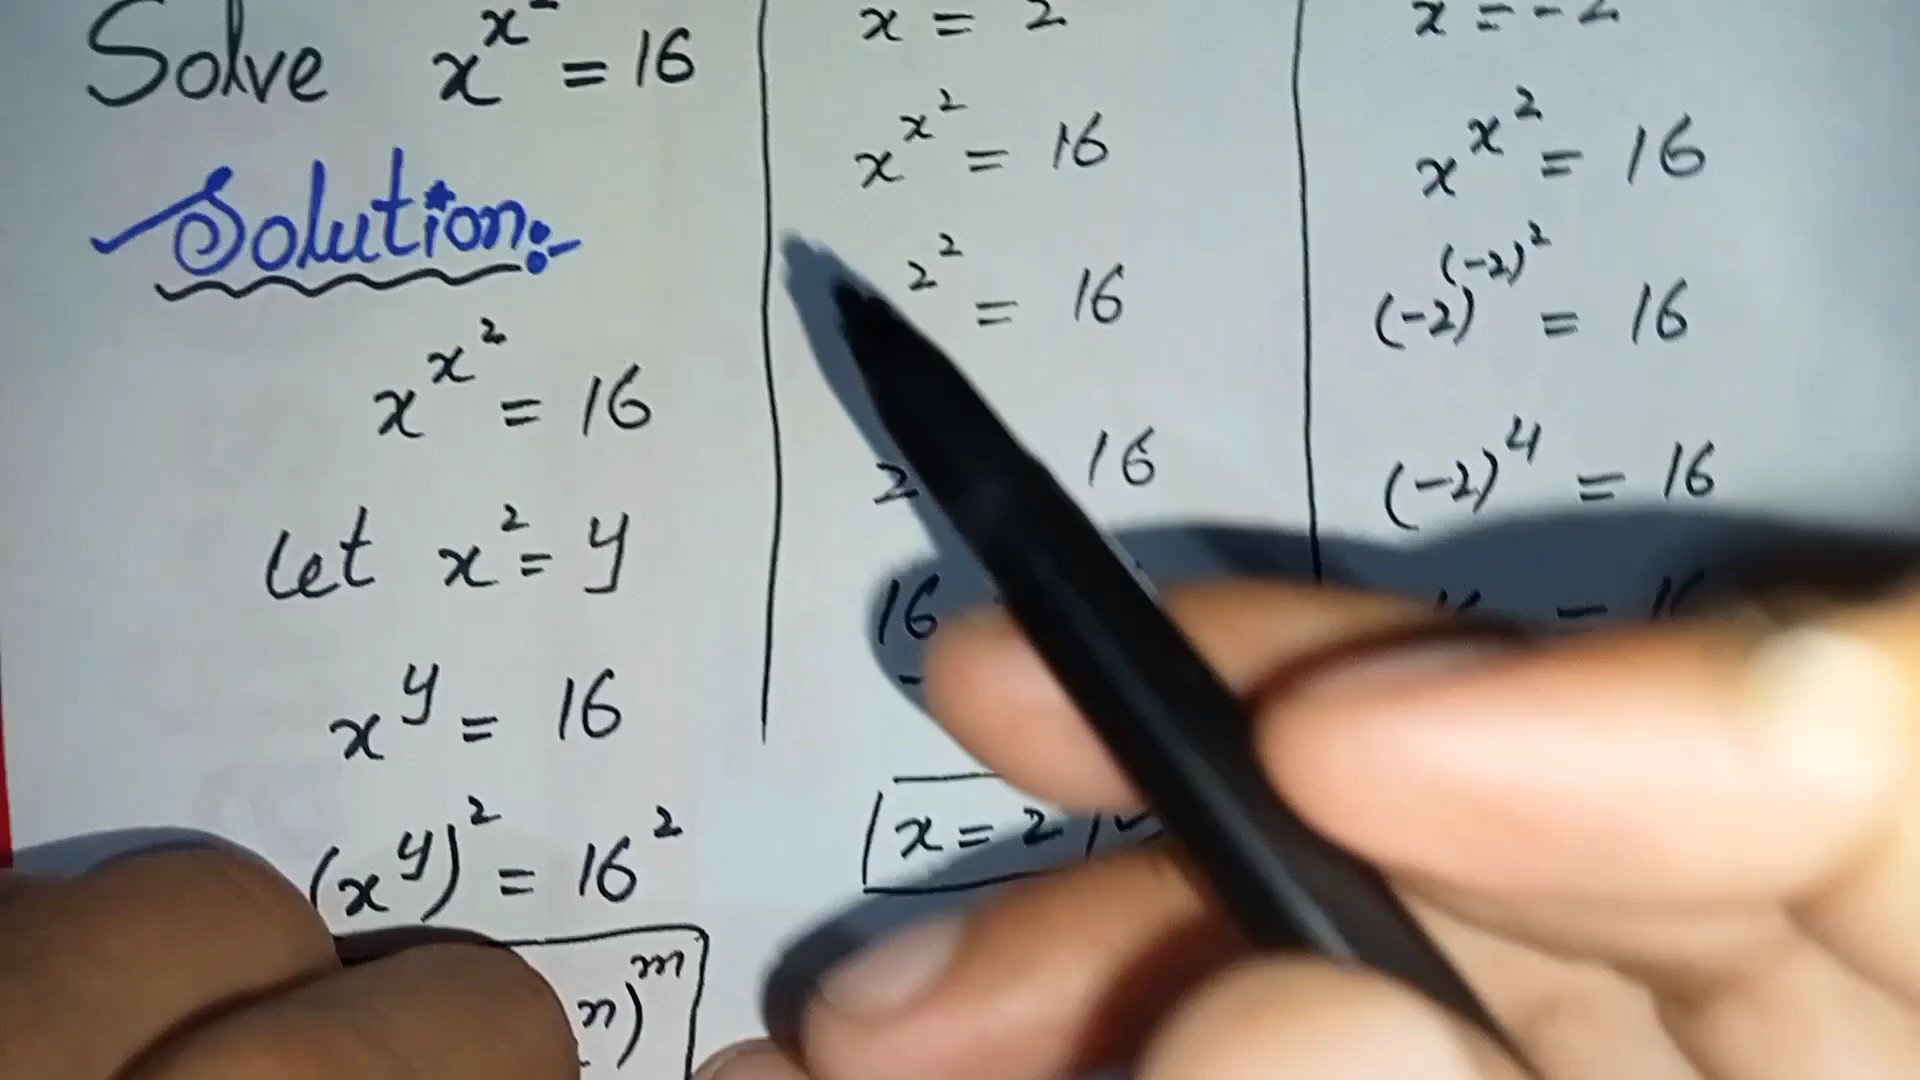 Solve x^x^2 = 16
Solution:-
x^x^2 = 16
Let x^2 = y
x^y = 16
(x^y)^2 = 16^2
n)^m
x = 2
x^x^2 = 16
2^2 = 16
2 16
16
x = 2
x = -2
x^x^2 = 16
(-2)^(-2)^2 = 16
(-2)^4 = 16